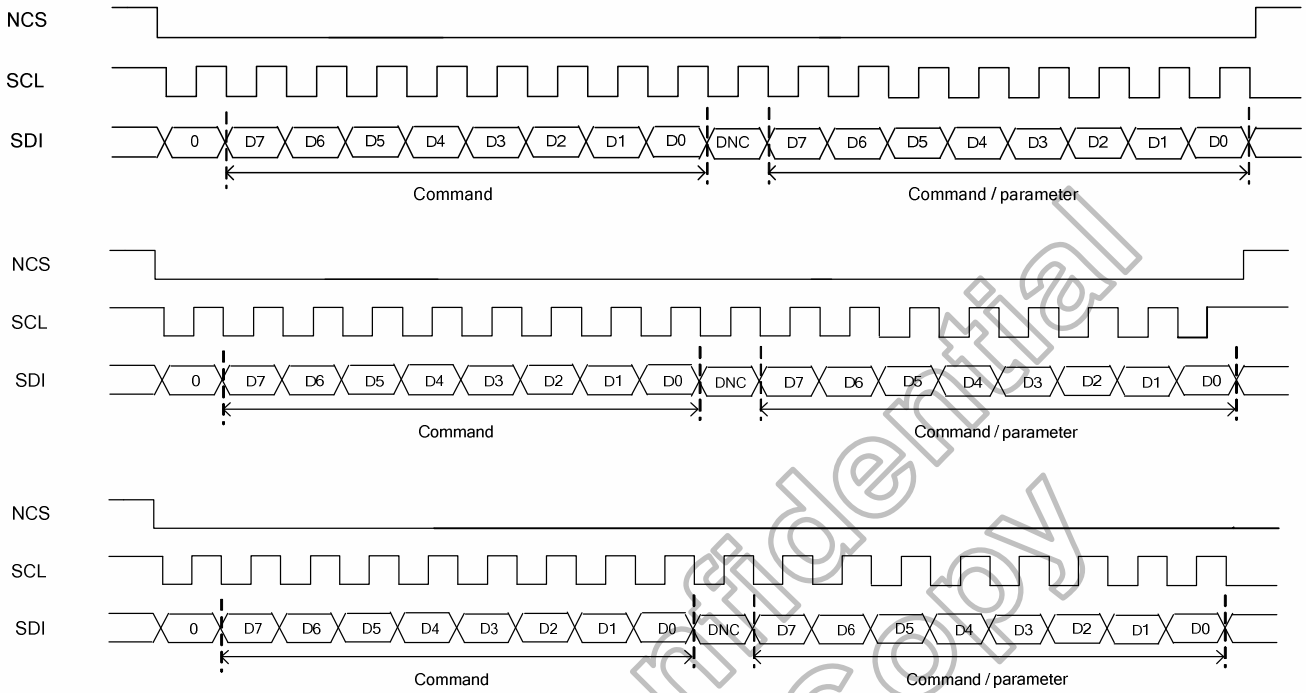 NCS
SCL
SDI 0 D7 D6 D5 D4 D3 D2 D1 D0 DNC D7 D6 D5 D4 D3 D2 D1 D0
Command Command / parameter
NCS
SCL
SDI 0 D7 D6 D5 D4 D3 D2 D1 D0 DNC D7 D6 D5 D4 D3 D2 D1 D0
Command Command / parameter
NCS
SCL
SDI 0 D7 D6 D5 D4 D3 D2 D1 D0 DNC D7 D6 D5 D4 D3 D2 D1 D0
Command Command / parameter
nfidential
copy